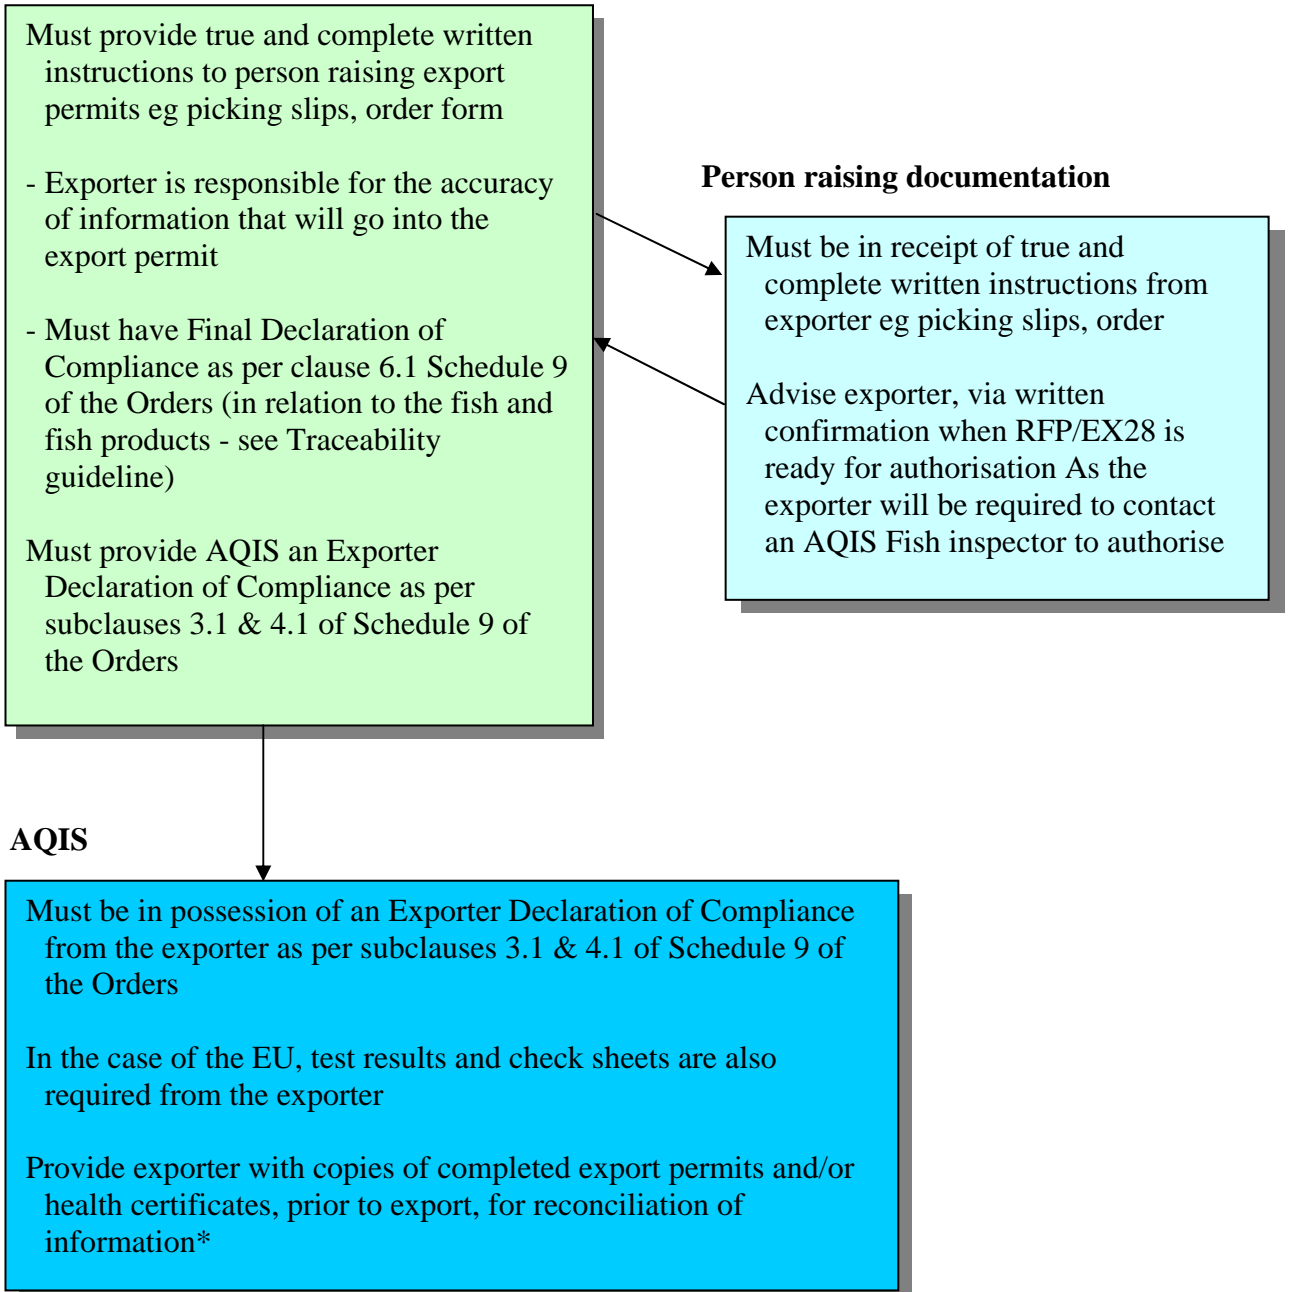 Must provide true and complete written
instructions to person raising export
permits eg picking slips, order form
- Exporter is responsible for the accuracy
of information that will go into the
export permit
- Must have Final Declaration of
Compliance as per clause 6.1 Schedule 9
of the Orders (in relation to the fish and
fish products - see Traceability
guideline)
Must provide AQIS an Exporter
Declaration of Compliance as per
subclauses 3.1 & 4.1 of Schedule 9 of
the Orders
Person raising documentation
Must be in receipt of true and
complete written instructions from
exporter eg picking slips, order
Advise exporter, via written
confirmation when RFP/EX28 is
ready for authorisation As the
exporter will be required to contact
an AQIS Fish inspector to authorise
AQIS
Must be in possession of an Exporter Declaration of Compliance
from the exporter as per subclauses 3.1 & 4.1 of Schedule 9 of
the Orders
In the case of the EU, test results and check sheets are also
required from the exporter
Provide exporter with copies of completed export permits and/or
health certificates, prior to export, for reconciliation of
information*